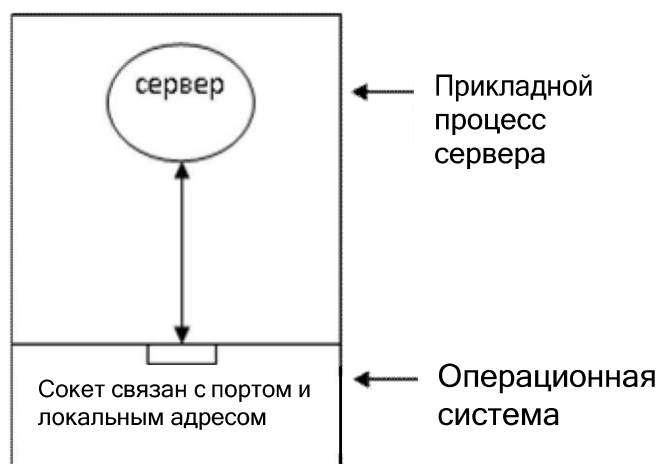 сервер
Прикладной
процесс
сервера
Сокет связан с портом и
локальным адресом
Операционная
система